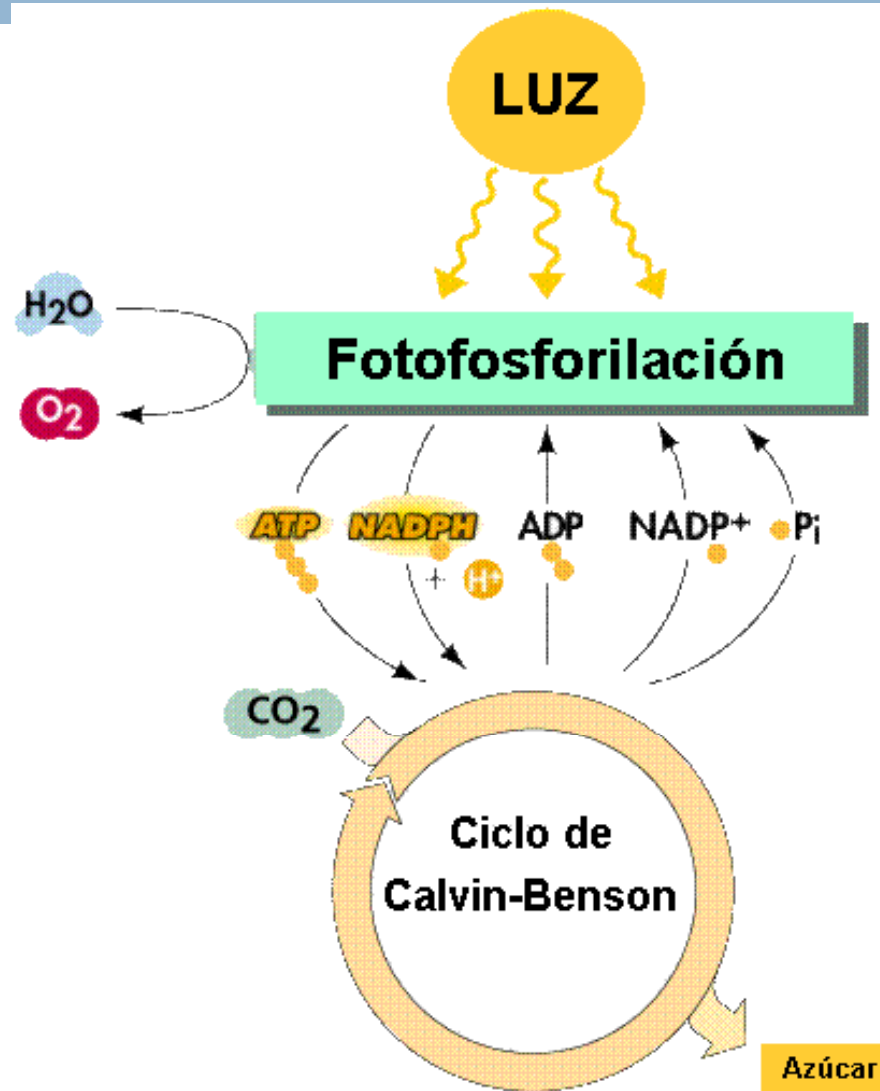 LUZ
H₂O
Fotofosforilación
O₂
ATP NADPH ADP NADP⁺ Pi
+ H⁺
CO₂
Ciclo de
Calvin-Benson
Azúcar